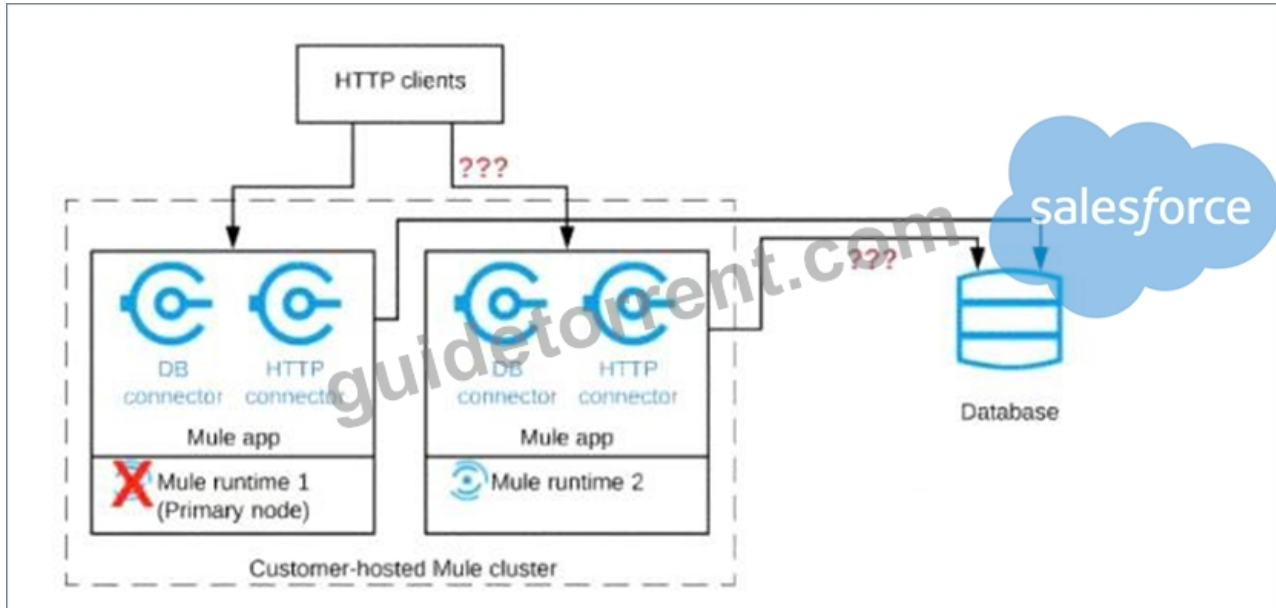 HTTP clients
???
salesforce
???
DB
connector
HTTP
connector
Mule app
Mule runtime 1
(Primary node)
DB
connector
HTTP
connector
Mule app
Mule runtime 2
Database
Customer-hosted Mule cluster
guidetorrent.com